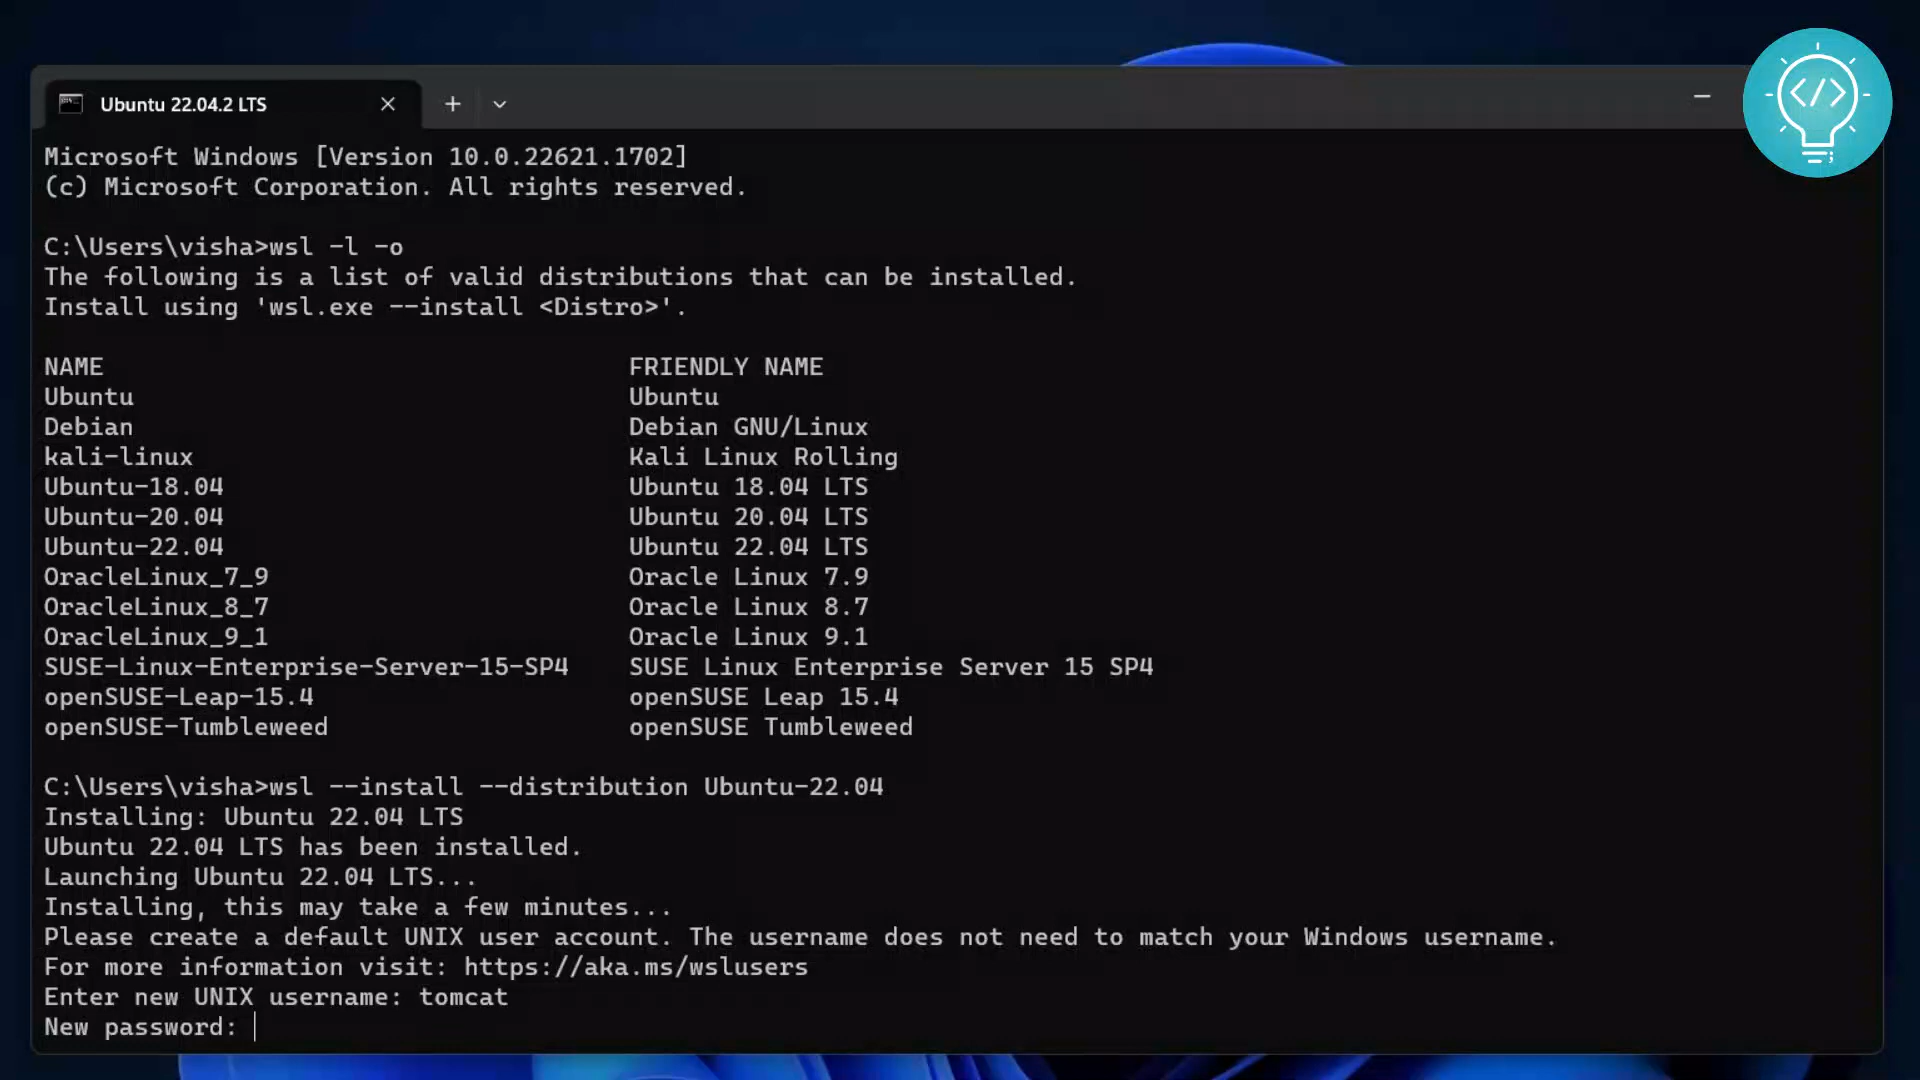 Ubuntu 22.04.2 LTS
Microsoft Windows [Version 10.0.22621.1702]
(c) Microsoft Corporation. All rights reserved.
C:\Users\visha>wsl -l -o
The following is a list of valid distributions that can be installed.
Install using 'wsl.exe --install <Distro>'.
NAME FRIENDLY NAME
Ubuntu Ubuntu
Debian Debian GNU/Linux
kali-linux Kali Linux Rolling
Ubuntu-18.04 Ubuntu 18.04 LTS
Ubuntu-20.04 Ubuntu 20.04 LTS
Ubuntu-22.04 Ubuntu 22.04 LTS
OracleLinux_7_9 Oracle Linux 7.9
OracleLinux_8_7 Oracle Linux 8.7
OracleLinux_9_1 Oracle Linux 9.1
SUSE-Linux-Enterprise-Server-15-SP4 SUSE Linux Enterprise Server 15 SP4
openSUSE-Leap-15.4 openSUSE Leap 15.4
openSUSE-Tumbleweed openSUSE Tumbleweed
C:\Users\visha>wsl --install --distribution Ubuntu-22.04
Installing: Ubuntu 22.04 LTS
Ubuntu 22.04 LTS has been installed.
Launching Ubuntu 22.04 LTS...
Installing, this may take a few minutes...
Please create a default UNIX user account. The username does not need to match your Windows username.
For more information visit: https://aka.ms/wslusers
Enter new UNIX username: tomcat
New password: